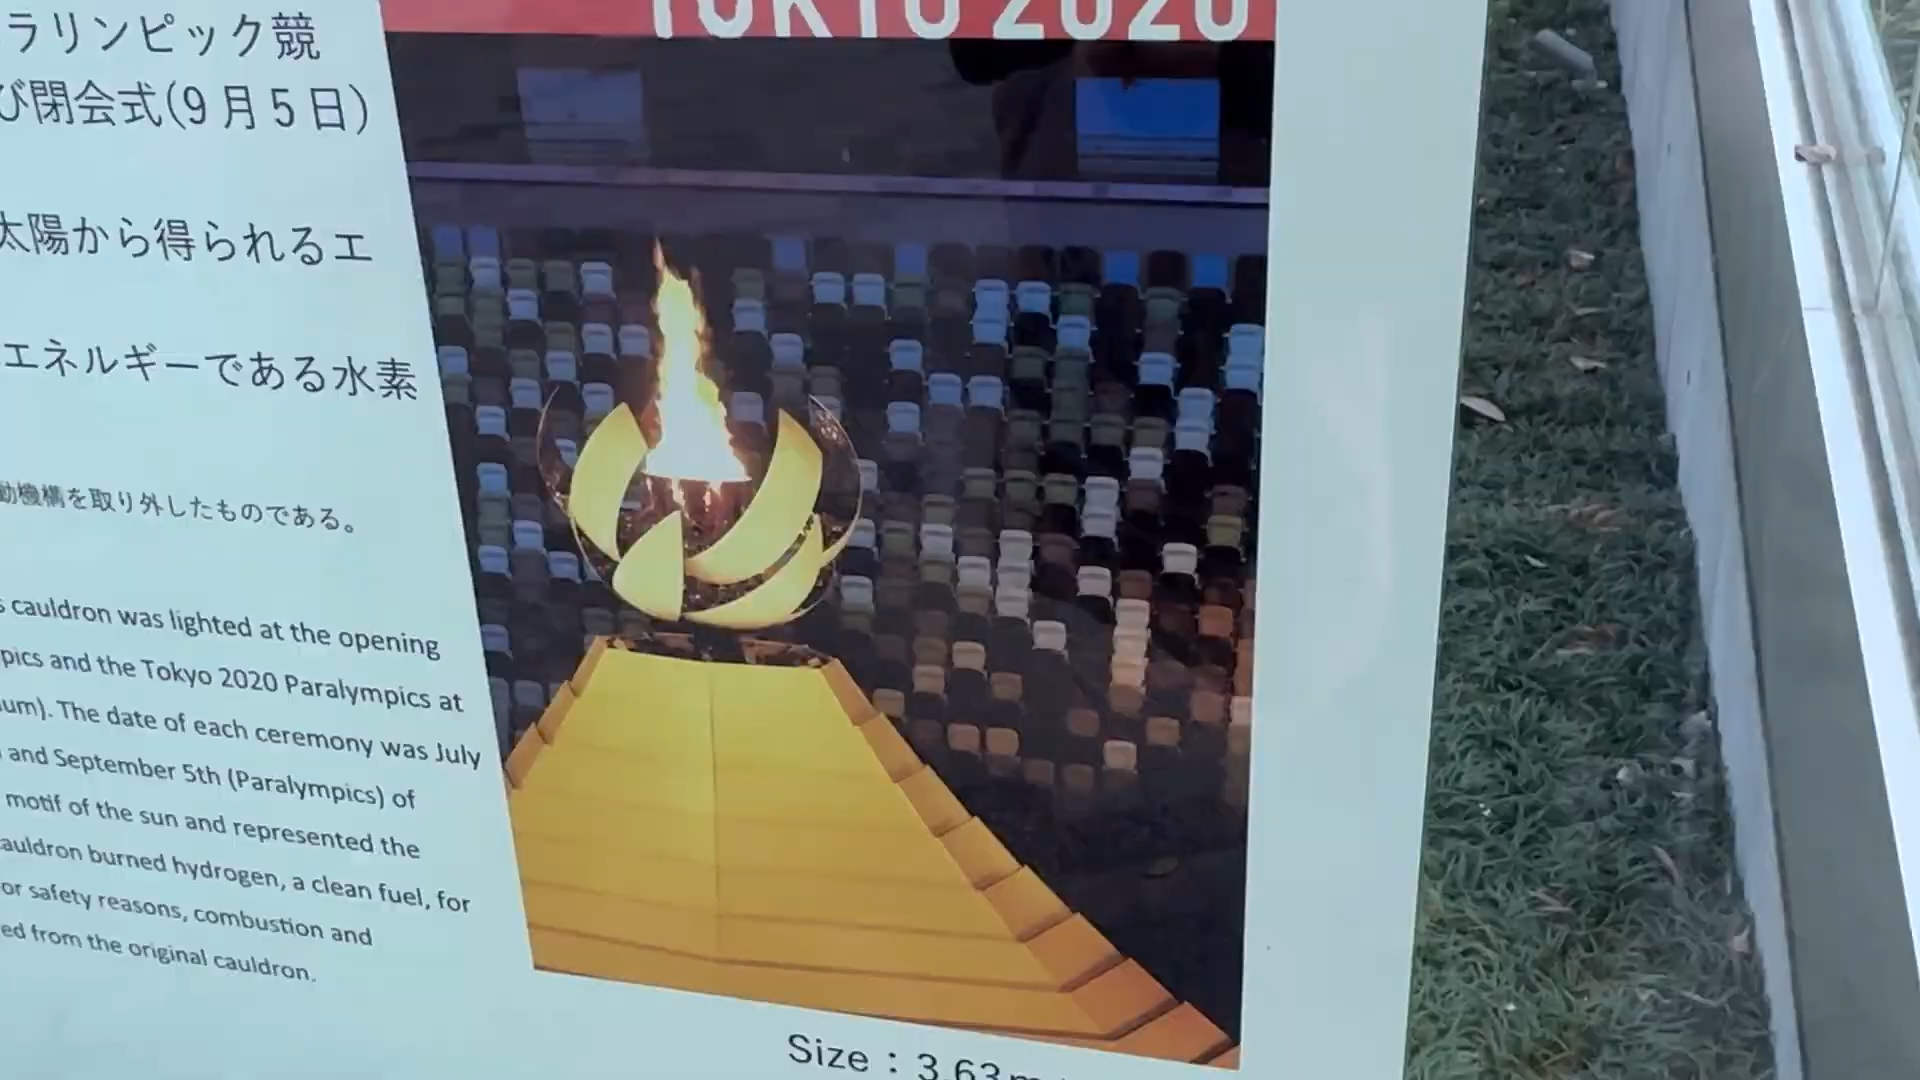 TOKYO 2020
ラリンピック競
び閉会式(9月5日)
太陽から得られるエ
エネルギーである水素
動機構を取り外したものである。
cauldron was lighted at the opening
pics and the Tokyo 2020 Paralympics at
um). The date of each ceremony was July
and September 5th (Paralympics) of
motif of the sun and represented the
auldron burned hydrogen, a clean fuel, for
or safety reasons, combustion and
ed from the original cauldron.
Size : 3.63m